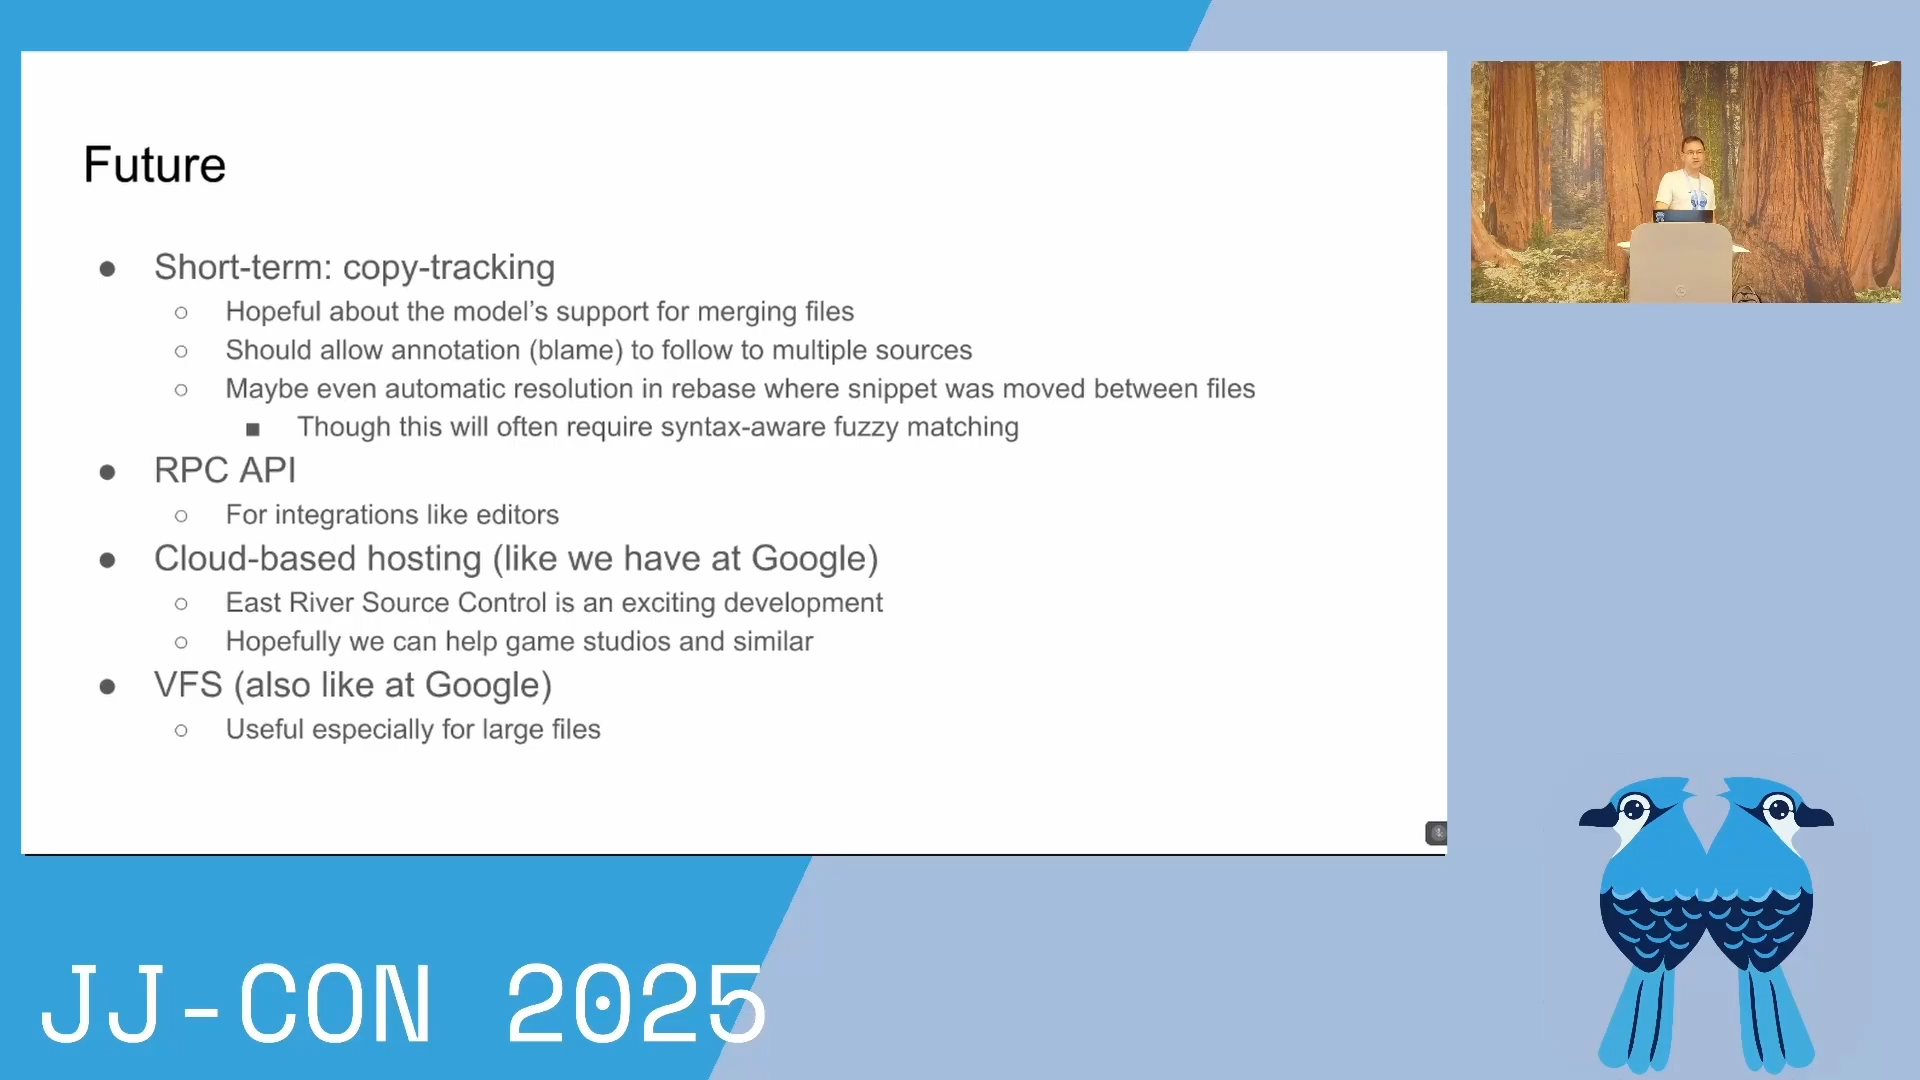 Future
● Short-term: copy-tracking
○ Hopeful about the model’s support for merging files
○ Should allow annotation (blame) to follow to multiple sources
○ Maybe even automatic resolution in rebase where snippet was moved between files
■ Though this will often require syntax-aware fuzzy matching
● RPC API
○ For integrations like editors
● Cloud-based hosting (like we have at Google)
○ East River Source Control is an exciting development
○ Hopefully we can help game studios and similar
● VFS (also like at Google)
○ Useful especially for large files
JJ-CON 2025